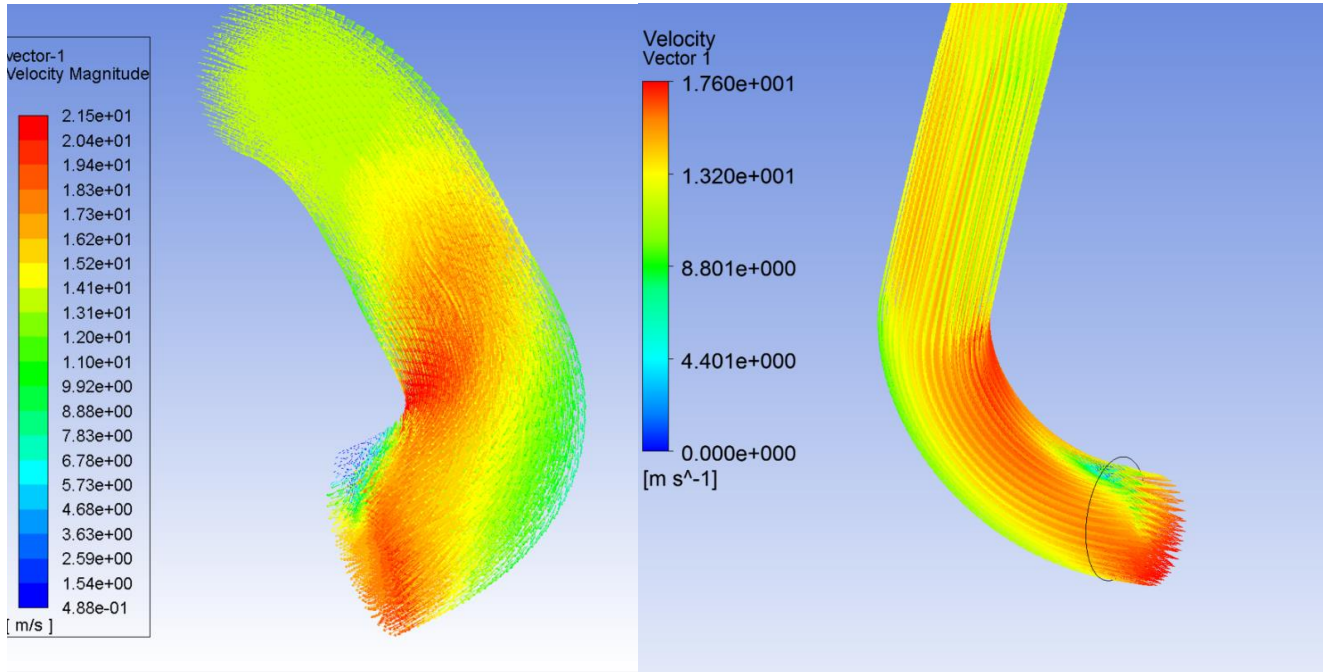 vector-1
Velocity Magnitude
2.15e+01
2.04e+01
1.94e+01
1.83e+01
1.73e+01
1.62e+01
1.52e+01
1.41e+01
1.31e+01
1.20e+01
1.10e+01
9.92e+00
8.88e+00
7.83e+00
6.78e+00
5.73e+00
4.68e+00
3.63e+00
2.59e+00
1.54e+00
4.88e-01
[ m/s ]
Velocity
Vector 1
1.760e+001
1.320e+001
8.801e+000
4.401e+000
0.000e+000
[m s^-1]